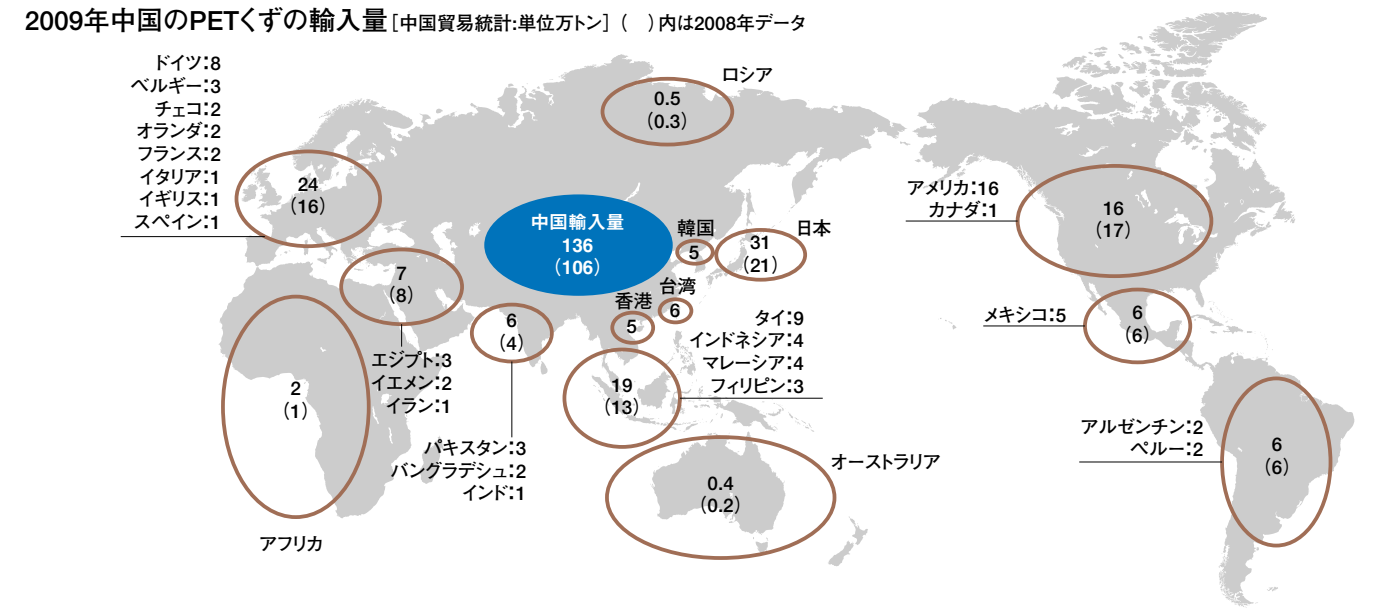 2009年中国のPETくずの輸入量[中国貿易統計:単位万トン]（　）内は2008年データ
ドイツ:8
ベルギー:3
チェコ:2
オランダ:2
フランス:2
イタリア:1
イギリス:1
スペイン:1
24
(16)
ロシア
0.5
(0.3)
中国輸入量
136
(106)
韓国
5
日本
31
(21)
台湾
6
香港
5
7
(8)
エジプト:3
イエメン:2
イラン:1
6
(4)
パキスタン:3
バングラデシュ:2
インド:1
タイ:9
インドネシア:4
マレーシア:4
フィリピン:3
19
(13)
2
(1)
アフリカ
オーストラリア
0.4
(0.2)
アメリカ:16
カナダ:1
16
(17)
メキシコ:5
6
(6)
アルゼンチン:2
ペルー:2
6
(6)